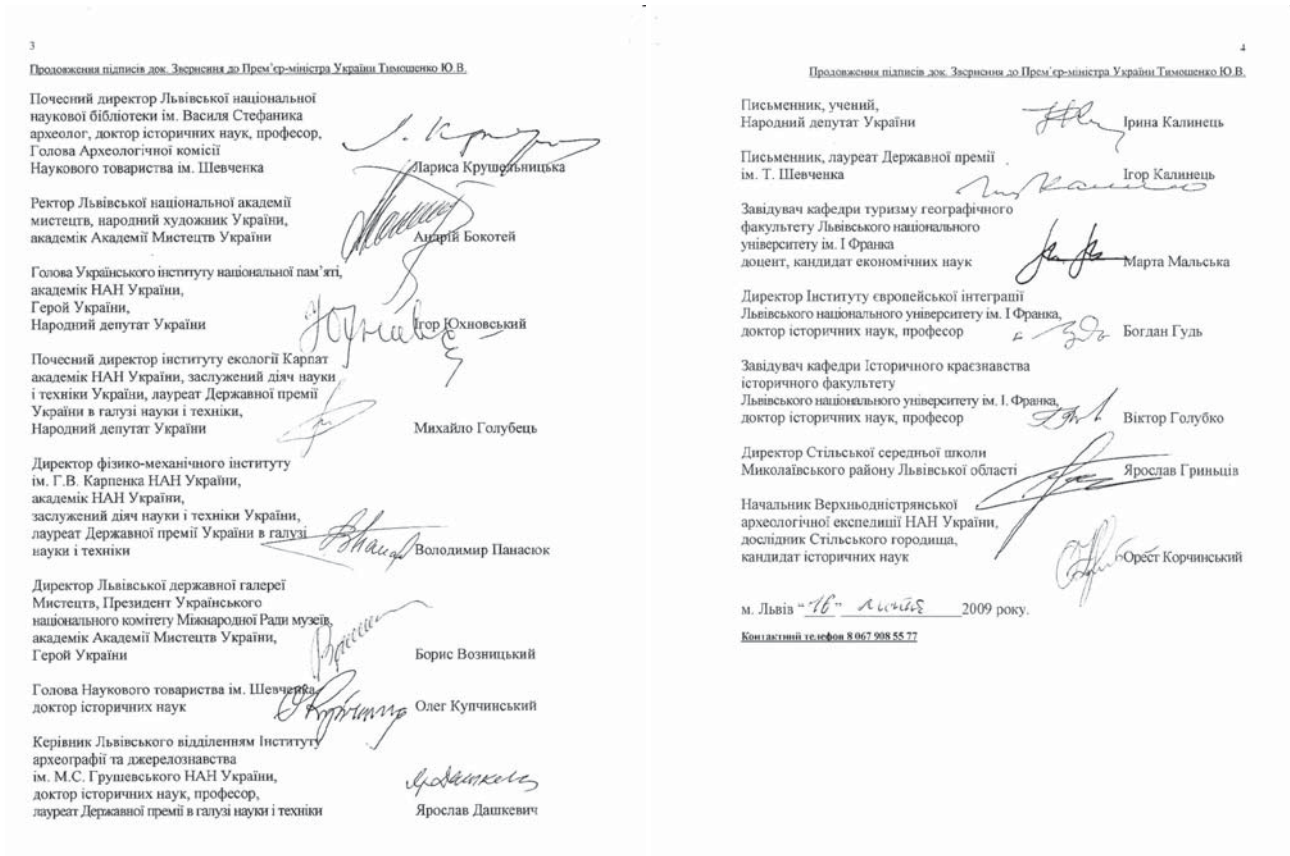 3
Продовження підписів док. Звернення до Прем’єр-міністра України Тимошенко Ю.В.
Почесний директор Львівської національної
наукової бібліотеки ім. Василя Стефаника
археолог, доктор історичних наук, професор,
Голова Археологічної комісії
Наукового товариства ім. Шевченка Лариса Крушельницька
Ректор Львівської національної академії
мистецтв, народний художник України,
академік Академії Мистецтв України Андрій Бокотей
Голова Українського інституту національної пам’яті,
академік НАН України,
Герой України,
Народний депутат України Ігор Юхновський
Почесний директор інституту екології Карпат
академік НАН України, заслужений діяч науки
і техніки України, лауреат Державної премії
України в галузі науки і техніки,
Народний депутат України Михайло Голубець
Директор фізико-механічного інституту
ім. Г.В. Карпенка НАН України,
академік НАН України,
заслужений діяч науки і техніки України,
лауреат Державної премії України в галузі
науки і техніки Володимир Панасюк
Директор Львівської державної галереї
Мистецтв, Президент Українського
національного комітету Міжнародної Ради музеїв,
академік Академії Мистецтв України,
Герой України Борис Возницький
Голова Наукового товариства ім. Шевченка,
доктор історичних наук Олег Купчинський
Керівник Львівського відділенням Інституту
археографії та джерелознавства
ім. М.С. Грушевського НАН України,
доктор історичних наук, професор,
лауреат Державної премії в галузі науки і техніки Ярослав Дашкевич
4
Продовження підписів док. Звернення до Прем’єр-міністра України Тимошенко Ю.В.
Письменник, учений,
Народний депутат України Ірина Калинець
Письменник, лауреат Державної премії
ім. Т. Шевченка Ігор Калинець
Завідувач кафедри туризму географічного
факультету Львівського національного
університету ім. І Франка
доцент, кандидат економічних наук Марта Мальська
Директор Інституту європейської інтеграції
Львівського національного університету ім. І Франка,
доктор історичних наук, професор Богдан Гудь
Завідувач кафедри Історичного краєзнавства
історичного факультету
Львівського національного університету ім. І. Франка,
доктор історичних наук, професор Віктор Голубко
Директор Стільської середньої школи
Миколаївського району Львівської області Ярослав Гриньців
Начальник Верхньодністрянської
археологічної експедиції НАН України,
дослідник Стільського городища,
кандидат історичних наук Орест Корчинський
м. Львів “16” лютня 2009 року.
Контактний телефон 8 067 908 55 77